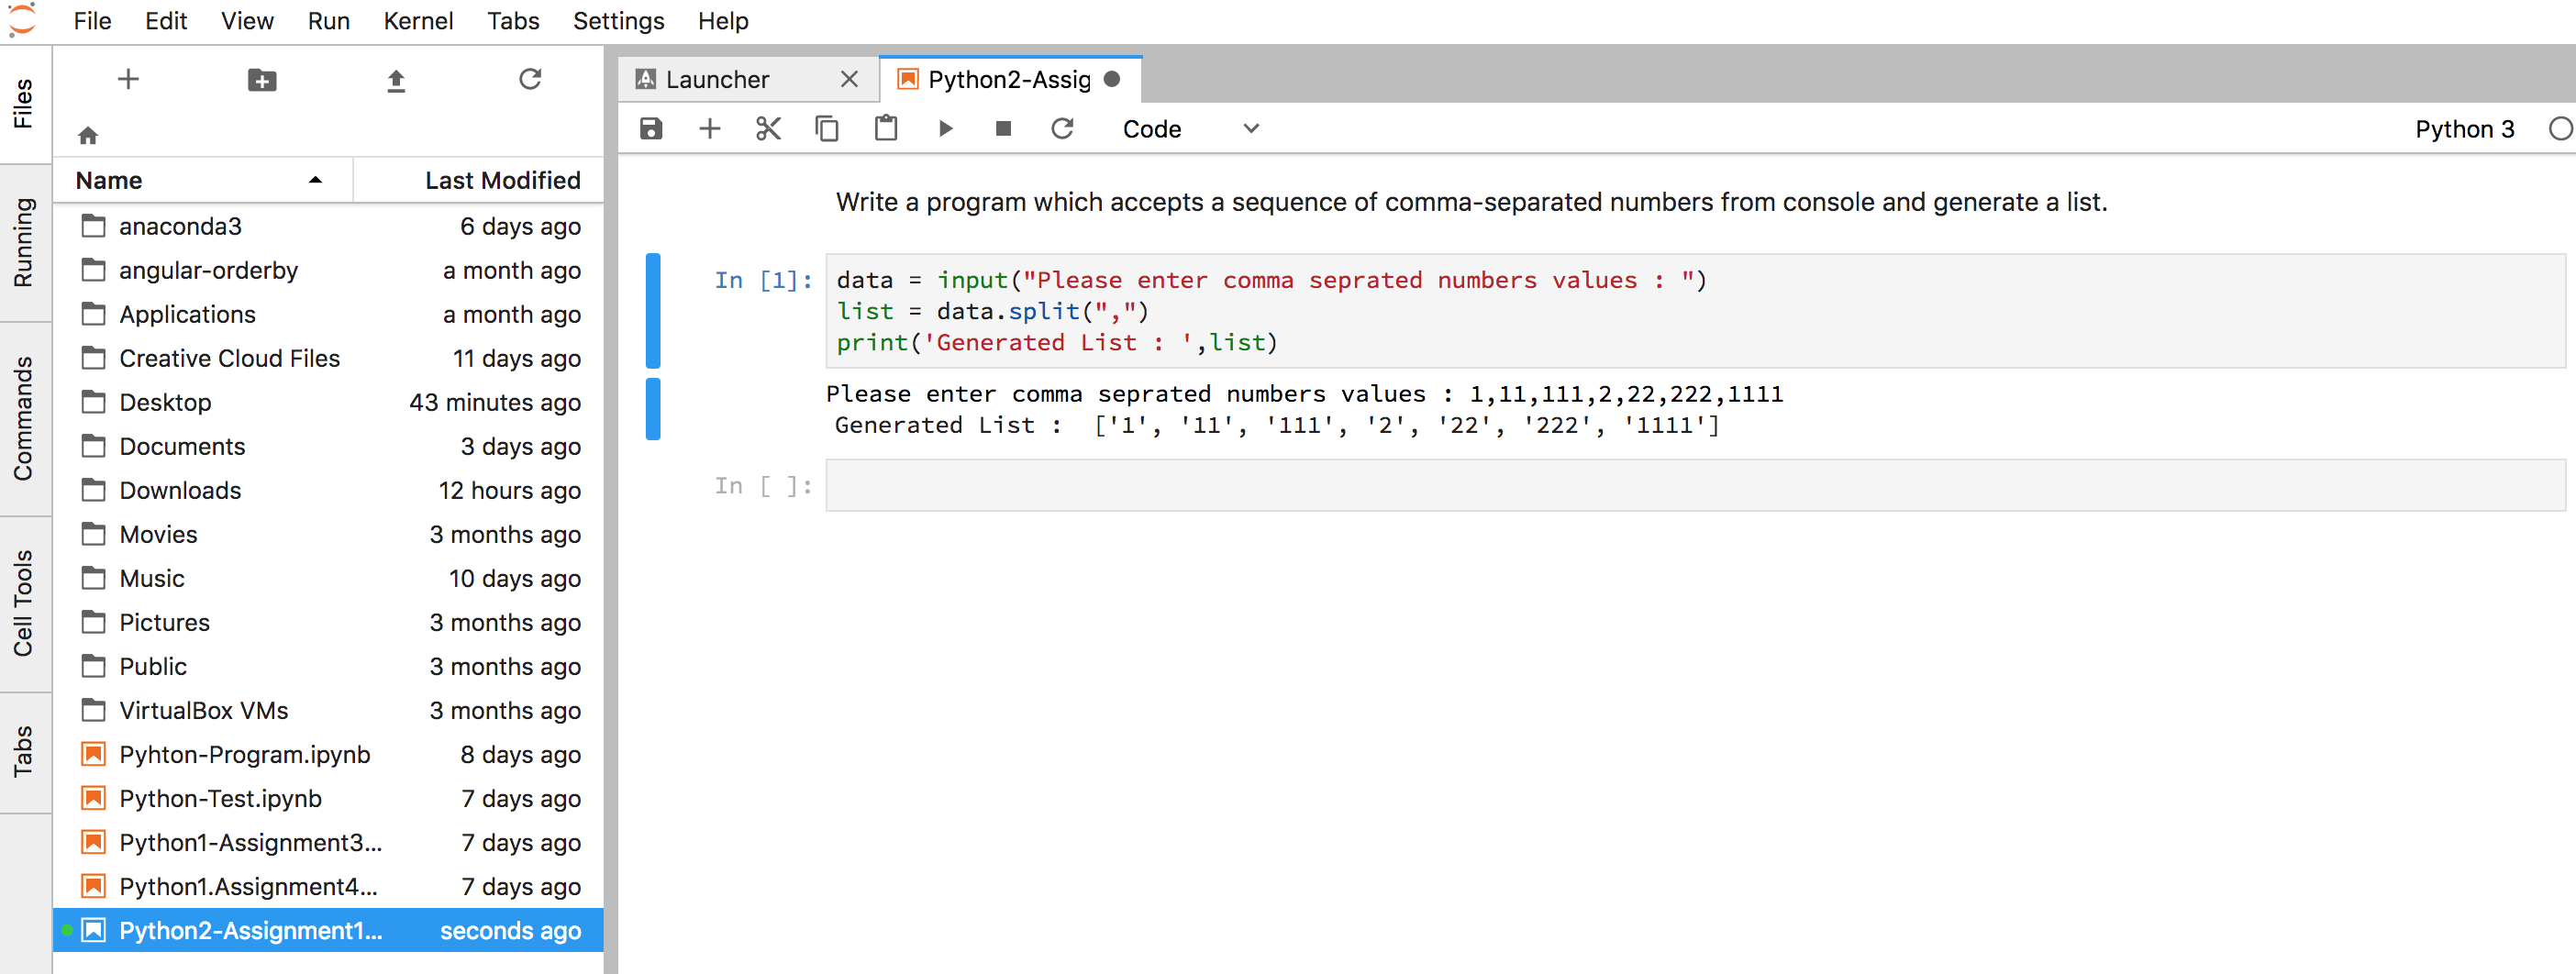 File Edit View Run Kernel Tabs Settings Help
Files
Running
Commands
Cell Tools
Tabs
Name Last Modified
anaconda3 6 days ago
angular-orderby a month ago
Applications a month ago
Creative Cloud Files 11 days ago
Desktop 43 minutes ago
Documents 3 days ago
Downloads 12 hours ago
Movies 3 months ago
Music 10 days ago
Pictures 3 months ago
Public 3 months ago
VirtualBox VMs 3 months ago
Pyhton-Program.ipynb 8 days ago
Python-Test.ipynb 7 days ago
Python1-Assignment3... 7 days ago
Python1.Assignment4... 7 days ago
Python2-Assignment1... seconds ago
Launcher Python2-Assig
Code Python 3
Write a program which accepts a sequence of comma-separated numbers from console and generate a list.
In [1]: data = input("Please enter comma seprated numbers values : ")
list = data.split(",")
print('Generated List : ',list)
Please enter comma seprated numbers values : 1,11,111,2,22,222,1111
Generated List :  ['1', '11', '111', '2', '22', '222', '1111']
In [ ]: